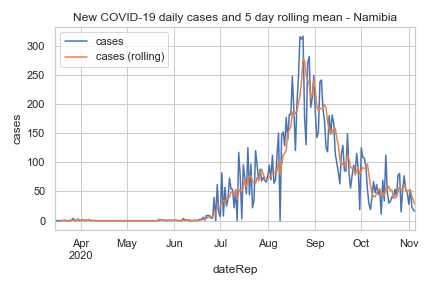 New COVID-19 daily cases and 5 day rolling mean - Namibia
cases
cases (rolling)
300
250
200
150
100
50
0
cases
Apr May Jun Jul Aug Sep Oct Nov
2020
dateRep